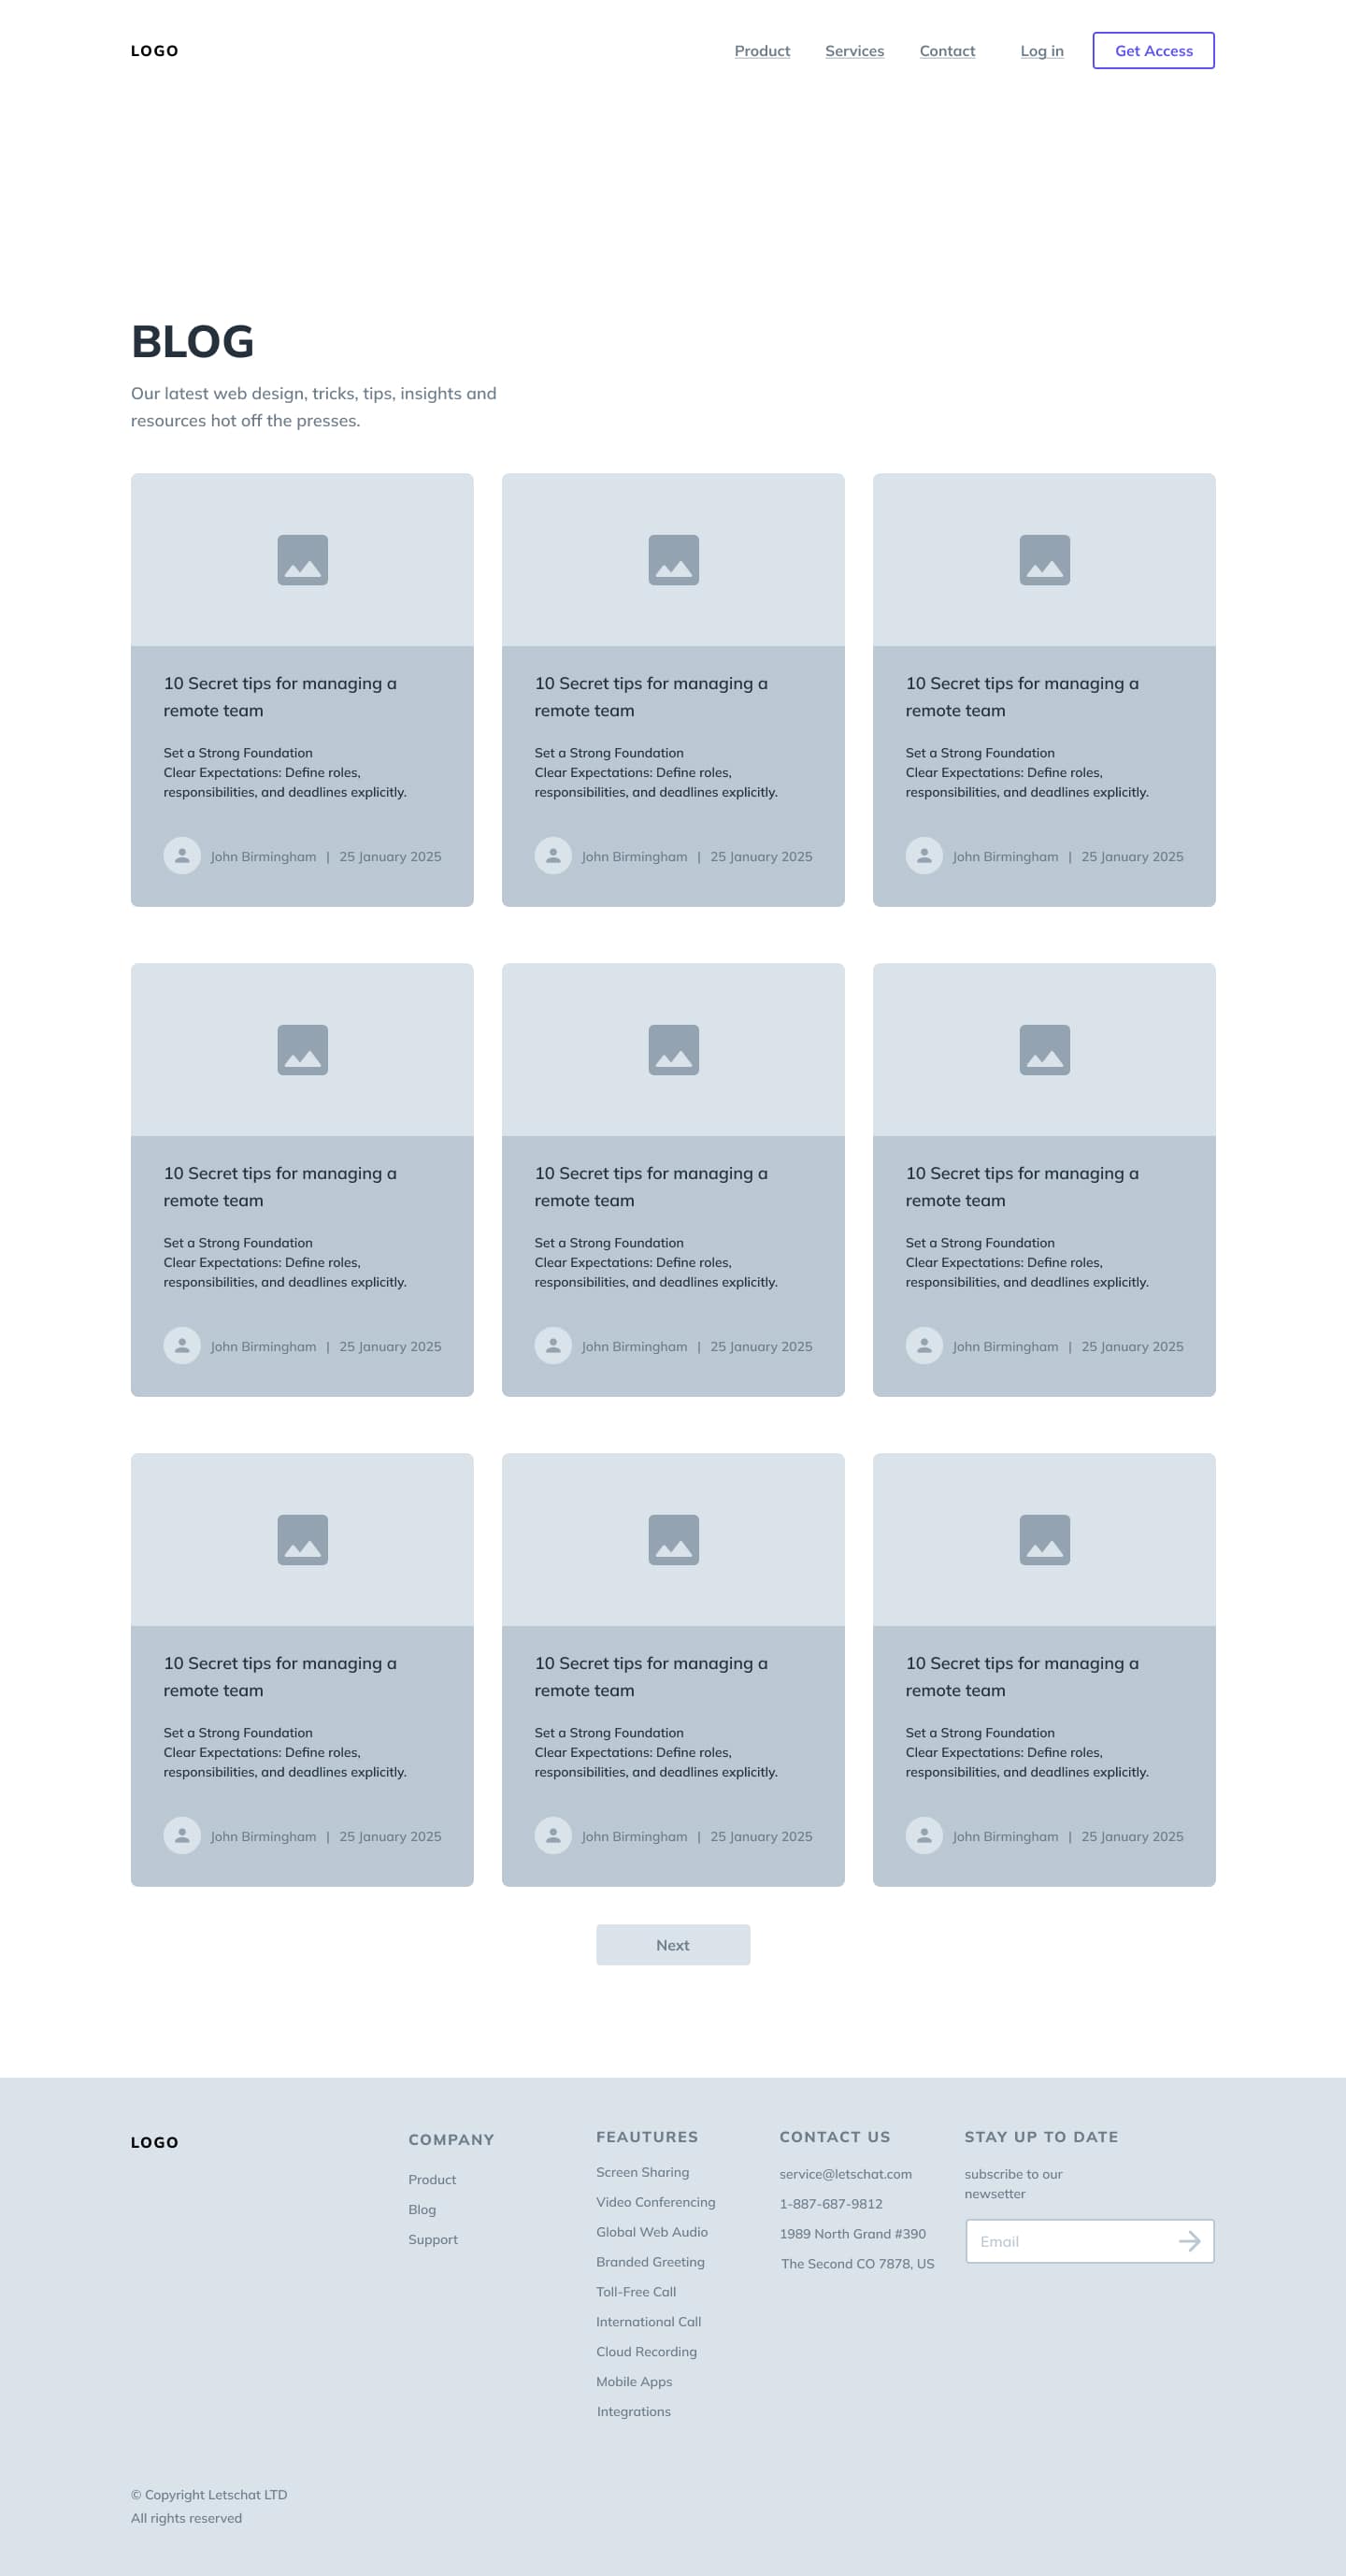 LOGO
Product Services Contact Log in Get Access
BLOG
Our latest web design, tricks, tips, insights and
resources hot off the presses.
10 Secret tips for managing a
remote team
Set a Strong Foundation
Clear Expectations: Define roles,
responsibilities, and deadlines explicitly.
John Birmingham | 25 January 2025
10 Secret tips for managing a
remote team
Set a Strong Foundation
Clear Expectations: Define roles,
responsibilities, and deadlines explicitly.
John Birmingham | 25 January 2025
10 Secret tips for managing a
remote team
Set a Strong Foundation
Clear Expectations: Define roles,
responsibilities, and deadlines explicitly.
John Birmingham | 25 January 2025
10 Secret tips for managing a
remote team
Set a Strong Foundation
Clear Expectations: Define roles,
responsibilities, and deadlines explicitly.
John Birmingham | 25 January 2025
10 Secret tips for managing a
remote team
Set a Strong Foundation
Clear Expectations: Define roles,
responsibilities, and deadlines explicitly.
John Birmingham | 25 January 2025
10 Secret tips for managing a
remote team
Set a Strong Foundation
Clear Expectations: Define roles,
responsibilities, and deadlines explicitly.
John Birmingham | 25 January 2025
10 Secret tips for managing a
remote team
Set a Strong Foundation
Clear Expectations: Define roles,
responsibilities, and deadlines explicitly.
John Birmingham | 25 January 2025
10 Secret tips for managing a
remote team
Set a Strong Foundation
Clear Expectations: Define roles,
responsibilities, and deadlines explicitly.
John Birmingham | 25 January 2025
10 Secret tips for managing a
remote team
Set a Strong Foundation
Clear Expectations: Define roles,
responsibilities, and deadlines explicitly.
John Birmingham | 25 January 2025
Next
LOGO
COMPANY
Product
Blog
Support
FEAUTURES
Screen Sharing
Video Conferencing
Global Web Audio
Branded Greeting
Toll-Free Call
International Call
Cloud Recording
Mobile Apps
Integrations
CONTACT US
service@letschat.com
1-887-687-9812
1989 North Grand #390
The Second CO 7878, US
STAY UP TO DATE
subscribe to our
newsetter
Email
© Copyright Letschat LTD
All rights reserved